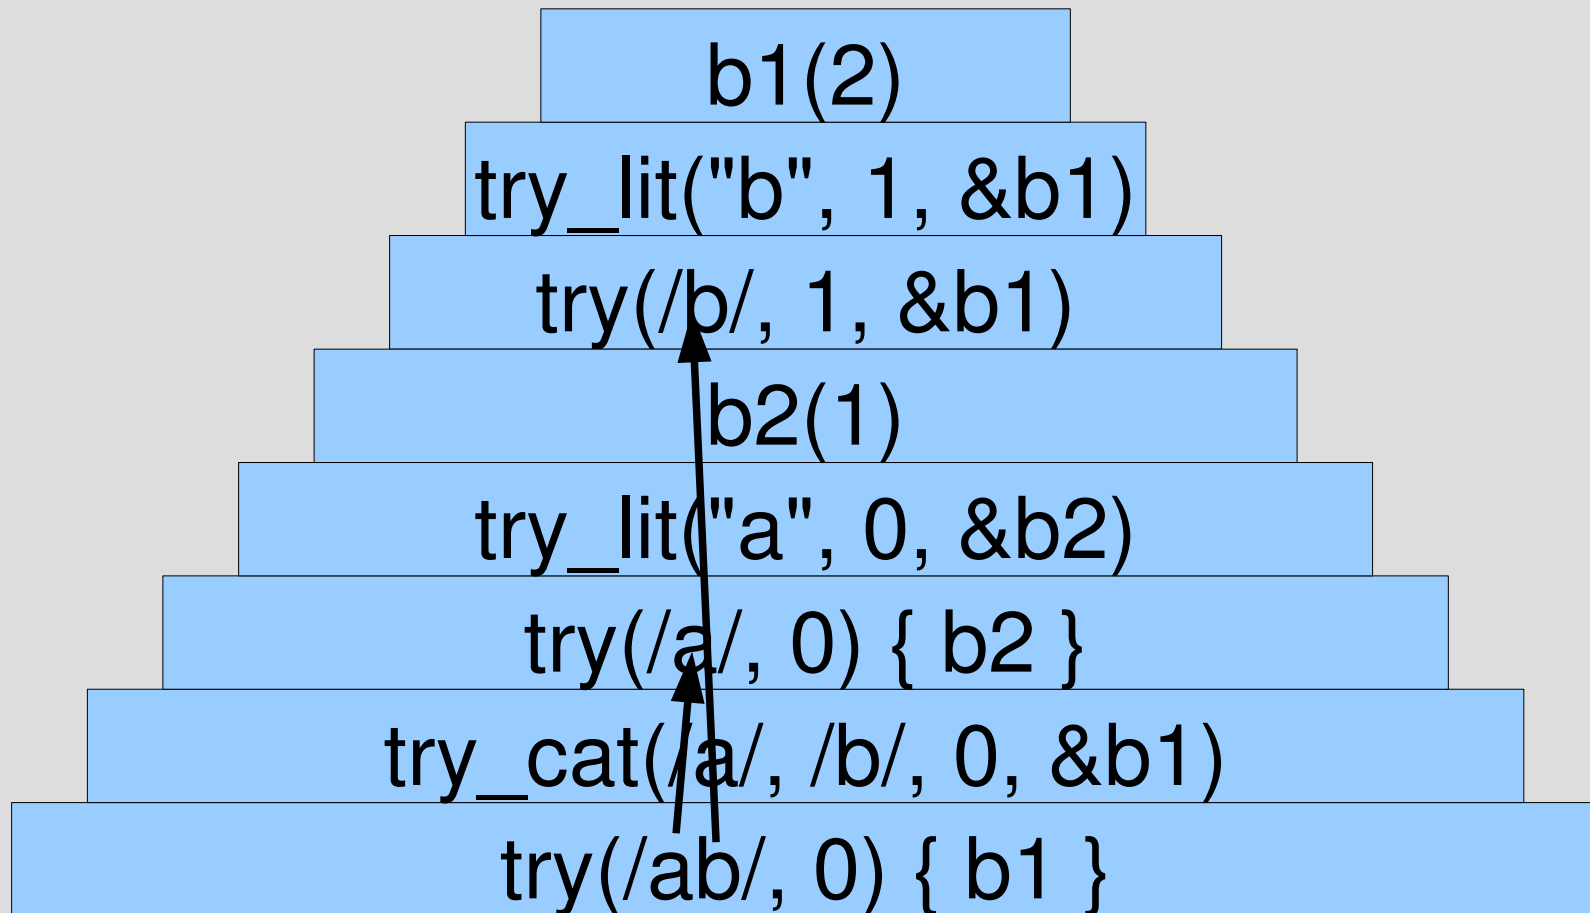 b1(2)
try_lit("b", 1, &b1)
try(/b/, 1, &b1)
b2(1)
try_lit("a", 0, &b2)
try(/a/, 0) { b2 }
try_cat(/a/, /b/, 0, &b1)
try(/ab/, 0) { b1 }